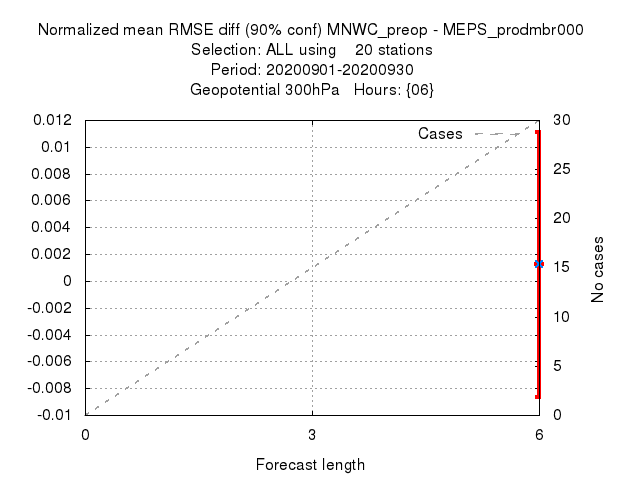 Normalized mean RMSE diff (90% conf) MNWC_preop - MEPS_prodmbr000
Selection: ALL using 20 stations
Period: 20200901-20200930
Geopotential 300hPa Hours: {06}
Cases
0.012
0.01
0.008
0.006
0.004
0.002
0
-0.002
-0.004
-0.006
-0.008
-0.01
30
25
20
15
10
5
0
No cases
0 3 6
Forecast length